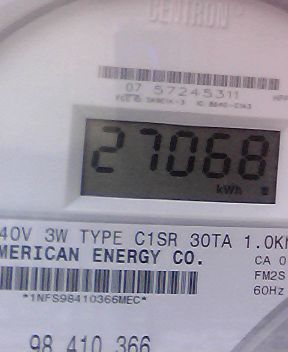 CENTRON
07 57245311
27068
kWh
40V 3W TYPE C1SR 30TA 1.0K
MERICAN ENERGY CO.
CA 0
FM2S
60Hz
*1NFS98410366MEC*
98 410 366